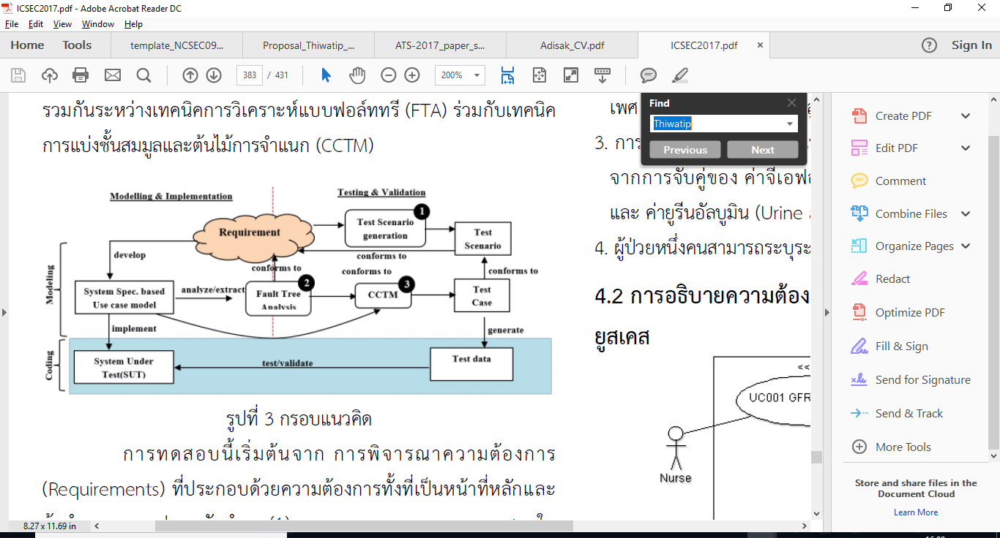 ICSEC2017.pdf - Adobe Acrobat Reader DC
File Edit View Window Help
Home Tools template_NCSEC09... Proposal_Thiwatip_... ATS-2017_paper_s... Adisak_CV.pdf ICSEC2017.pdf × ? Sign In
383 / 431 200%
รวมกันระหว่างเทคนิคการวิเคราะห์แบบฟอล์ททรี (FTA) ร่วมกับเทคนิค
การแบ่งชั้นสมมูลและต้นไม้การจำแนก (CCTM)
Modelling & Implementation
Testing & Validation
Requirement
1
Test Scenario
generation
Test
Scenario
develop
conforms to
conforms to
conforms to
conforms to
Modeling
System Spec. based
Use case model
analyze/extract
2
Fault Tree
Analysis
3
CCTM
Test
Case
implement
generate
Coding
System Under
Test(SUT)
test/validate
Test data
รูปที่ 3 กรอบแนวคิด
การทดสอบนี้เริ่มต้นจาก การพิจารณาความต้องการ
(Requirements) ที่ประกอบด้วยความต้องการทั้งที่เป็นหน้าที่หลักและ
8.27 x 11.69 in
Find
Thiwatip
Previous Next
เพศ
3. การ
จากการจับคู่ของ ค่าจีเอฟ
และ ค่ายูรีนอัลบูมิน (Urine
4. ผู้ป่วยหนึ่งคนสามารถระบุระ
4.2 การอธิบายความต้อง
ยูสเคส
<<
UC001 GFR
Nurse
Create PDF
Edit PDF
Comment
Combine Files
Organize Pages
Redact
Optimize PDF
Fill & Sign
Send for Signature
Send & Track
More Tools
Store and share files in the
Document Cloud
Learn More